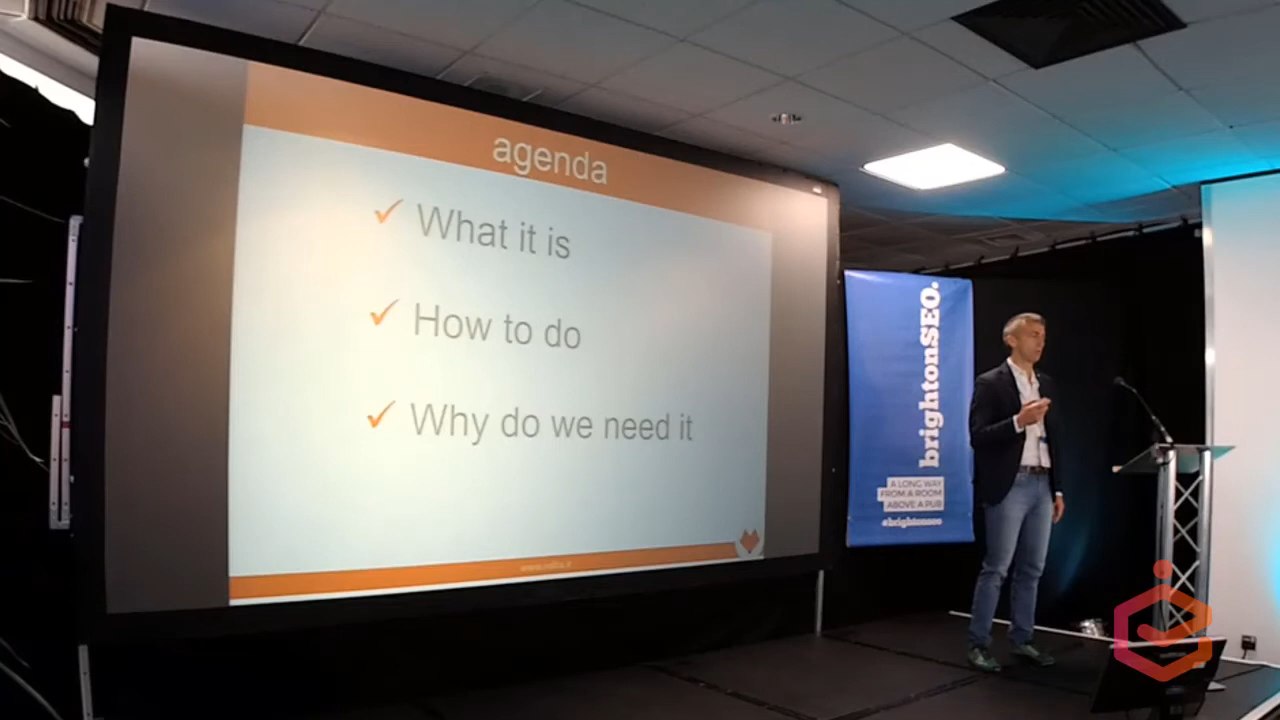 agenda
✓ What it is
✓ How to do
✓ Why do we need it
brightonSEO.
A LONG WAY
FROM A ROOM
ABOVE A PUB
#brightonseo